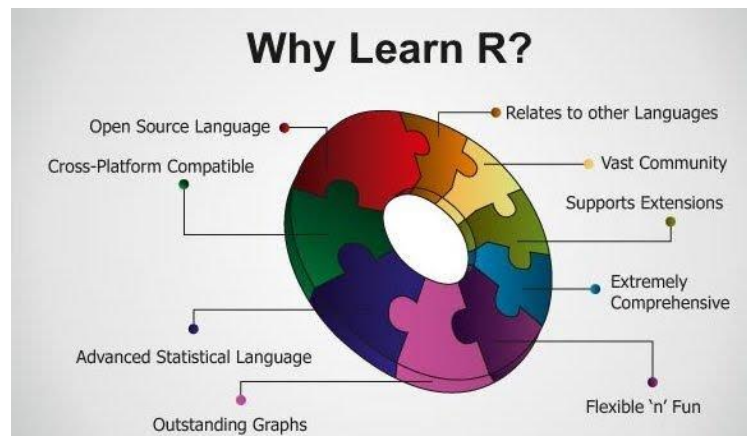 Why Learn R?
Open Source Language
Relates to other Languages
Cross-Platform Compatible
Vast Community
Supports Extensions
Extremely
Comprehensive
Advanced Statistical Language
Flexible ‘n’ Fun
Outstanding Graphs